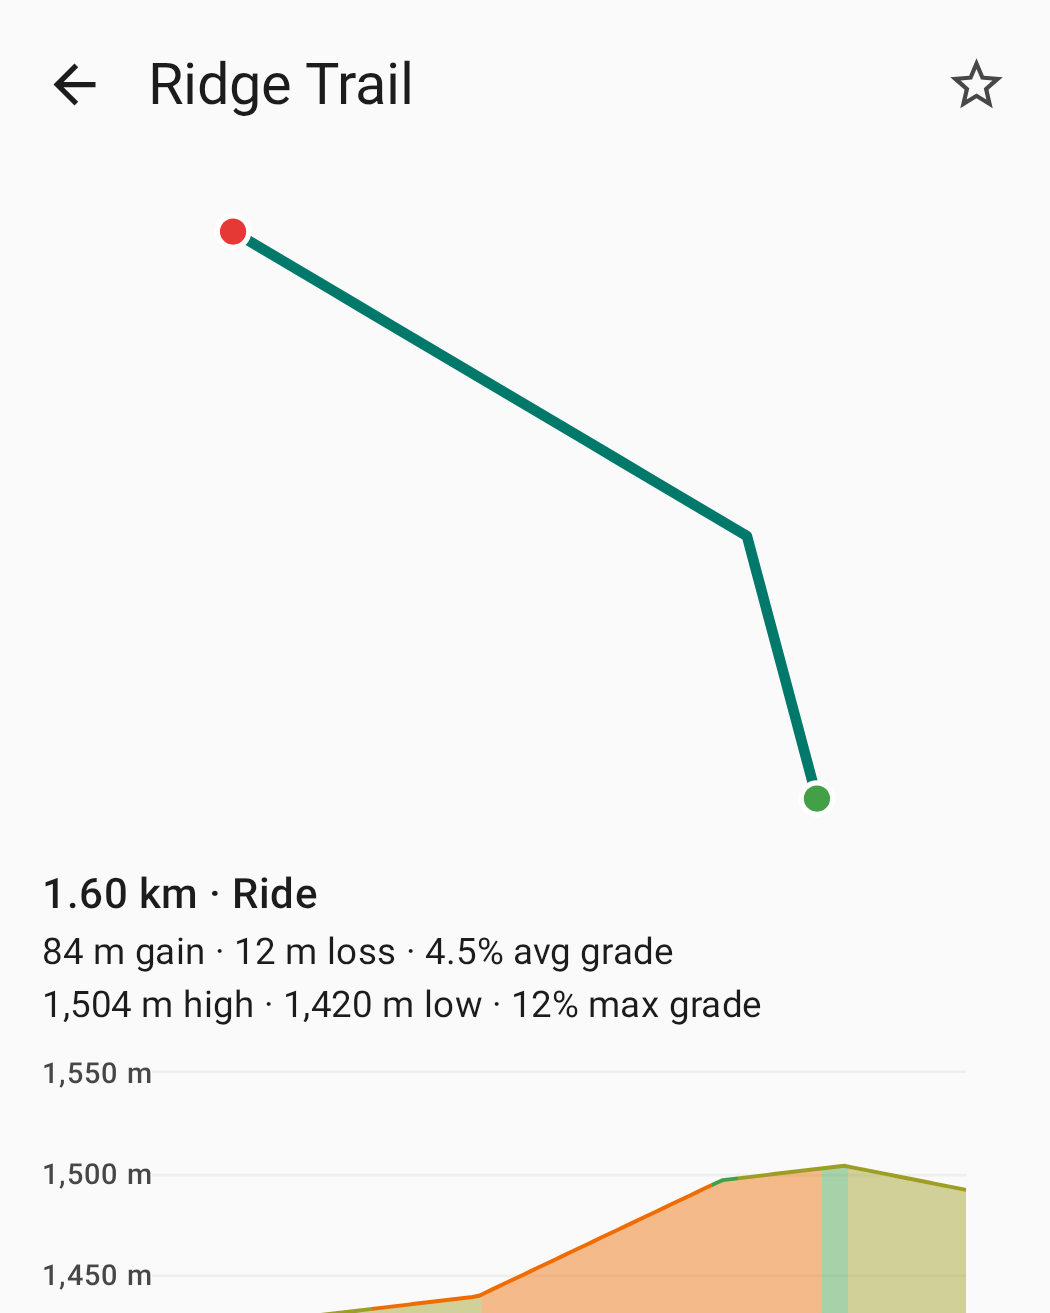 Ridge Trail
1.60 km · Ride
84 m gain · 12 m loss · 4.5% avg grade
1,504 m high · 1,420 m low · 12% max grade
1,550 m
1,500 m
1,450 m